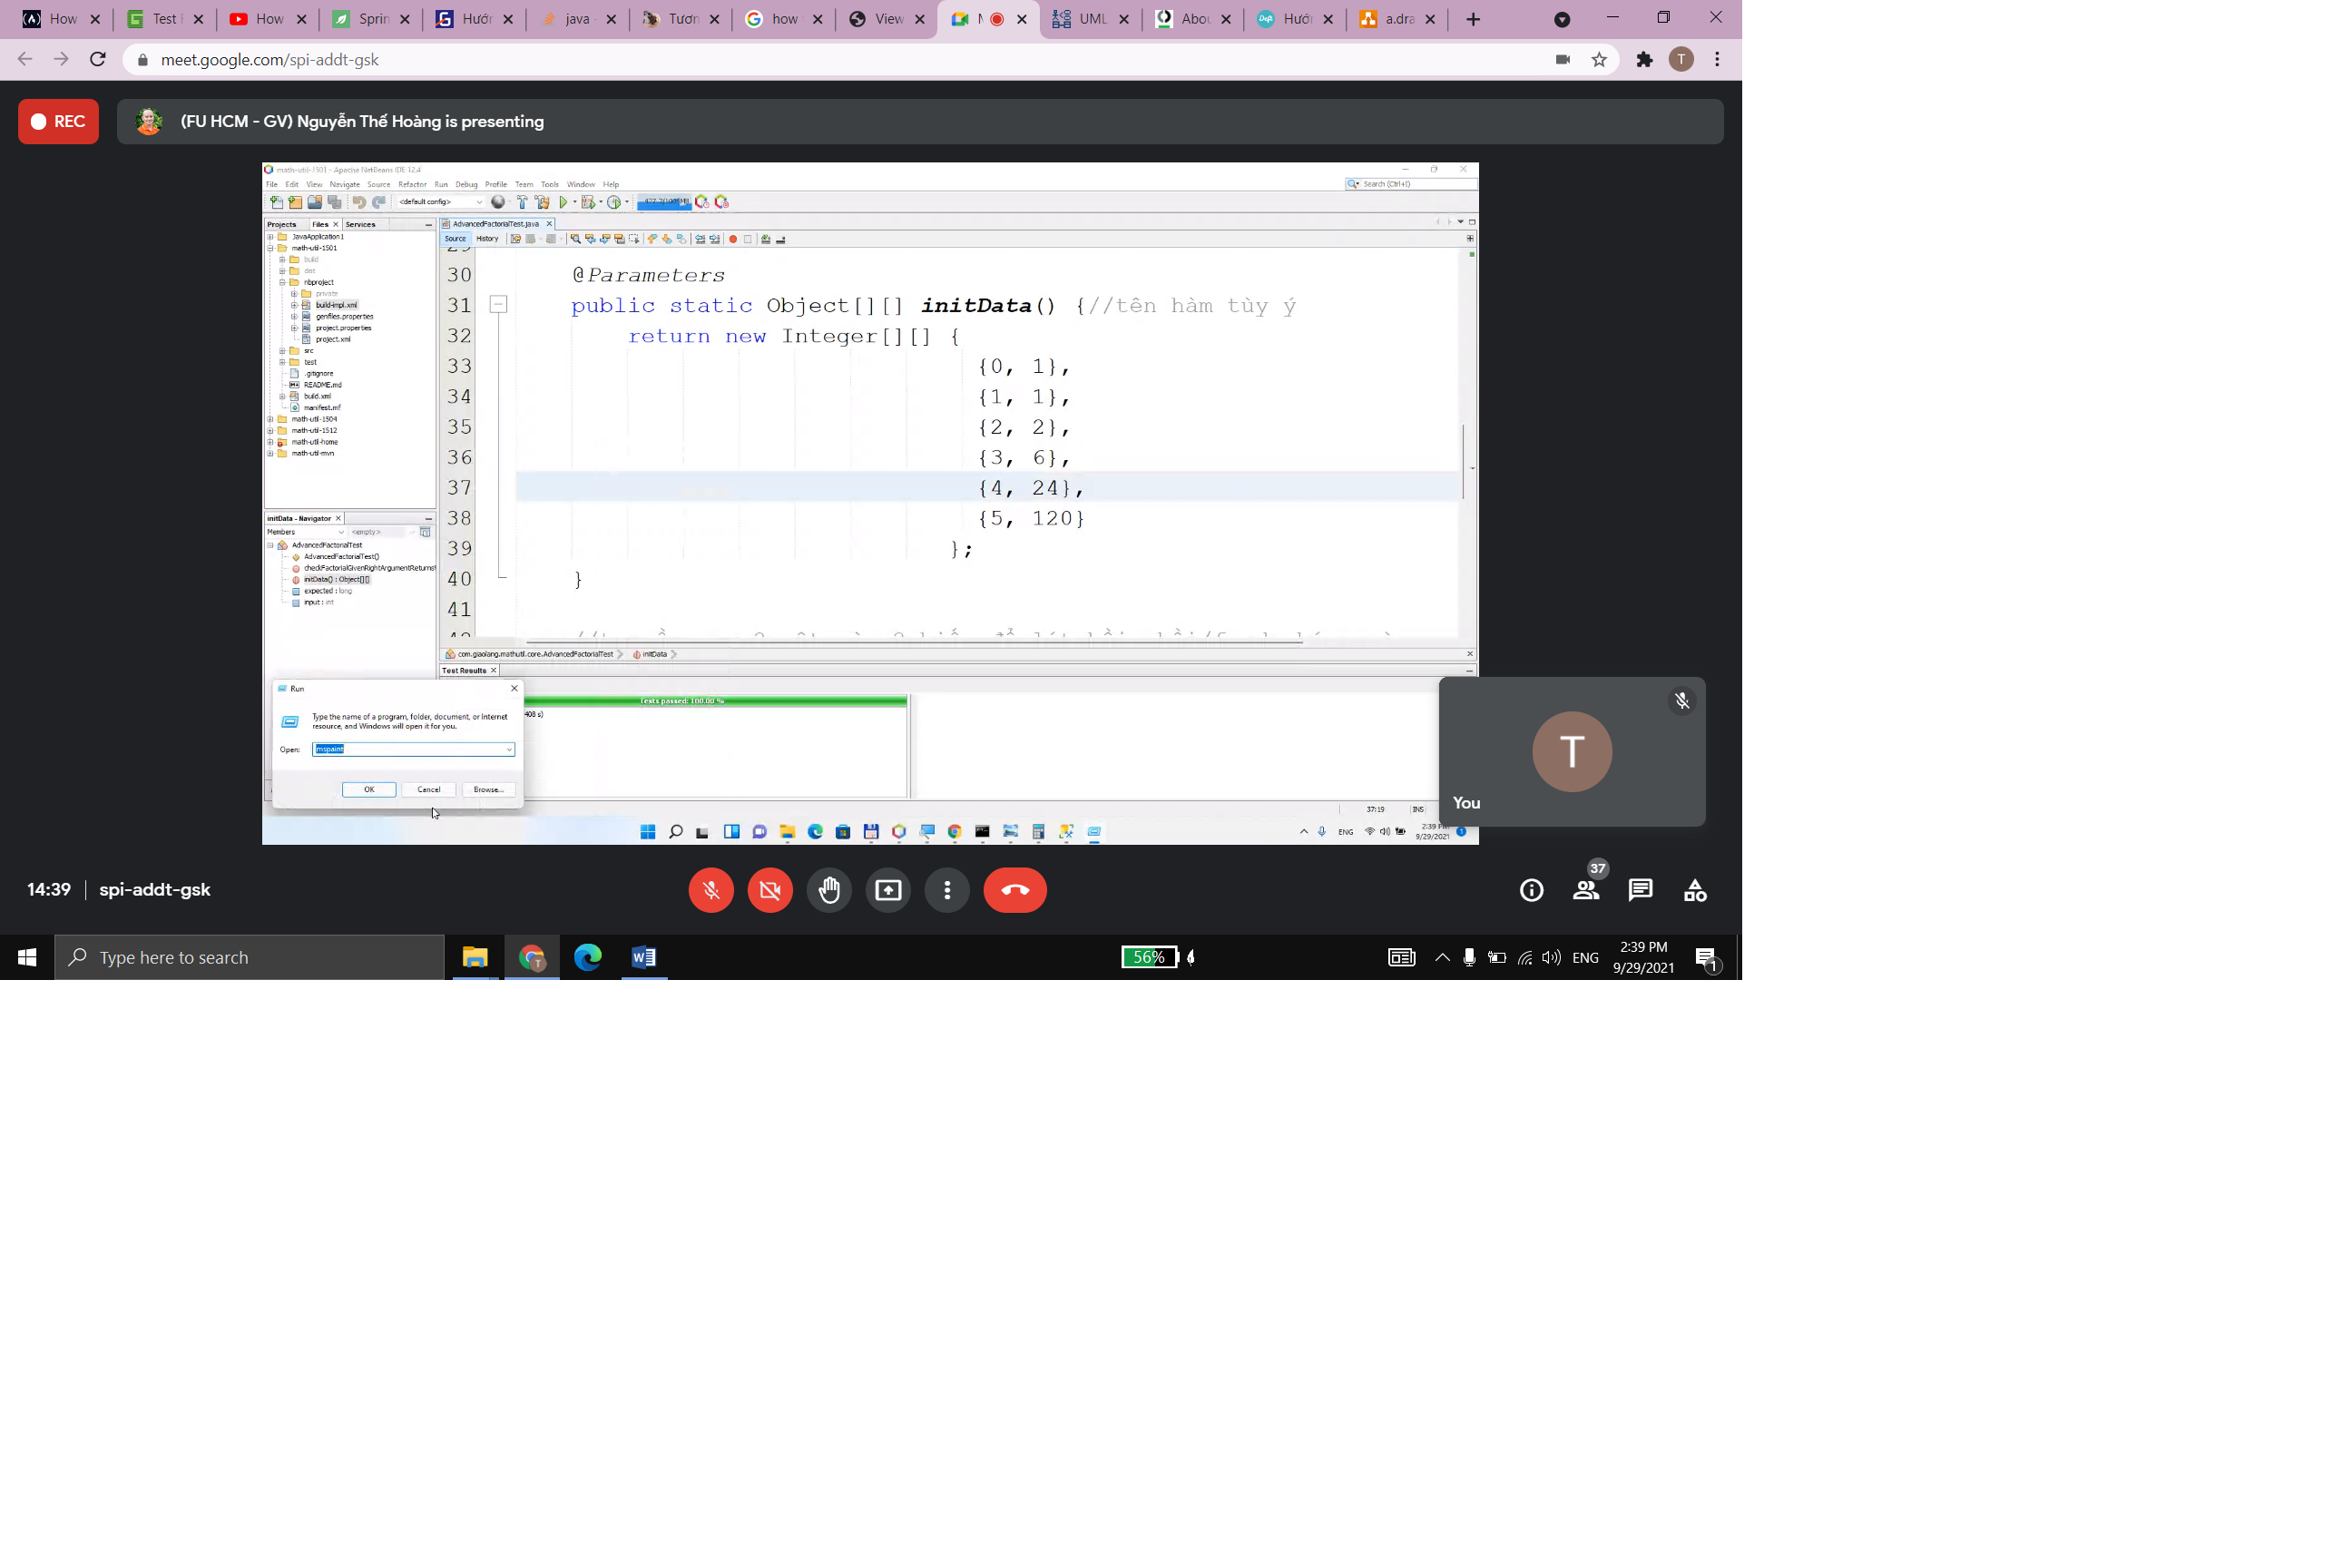 How
Test
How
Sprin
Hướn
java
Tươn
how
View
UML
Abou
Hướn
a.dra
meet.google.com/spi-addt-gsk
T
REC
(FU HCM - GV) Nguyễn Thế Hoàng is presenting
math-util-1501 - Apache NetBeans IDE 12.4
File Edit View Navigate Source Refactor Run Debug Profile Team Tools Window Help
Search (Ctrl+I)
<default config>
Projects Files Services
AdvancedFactorialTest.java
Source History
JavaApplication1
math-util-1501
build
dist
nbproject
private
build-impl.xml
genfiles.properties
project.properties
project.xml
src
test
.gitignore
README.md
build.xml
manifest.mf
math-util-1504
math-util-1512
math-util-home
math-util-mvn
30 @Parameters
31 public static Object[][] initData() {//tên hàm tùy ý
32 return new Integer[][] {
33 {0, 1},
34 {1, 1},
35 {2, 2},
36 {3, 6},
37 {4, 24},
38 {5, 120}
39 };
40 }
41
initData - Navigator
Members <empty>
AdvancedFactorialTest
AdvancedFactorialTest()
checkFactorialGivenRightArgumentReturns
initData() : Object[][]
expected : long
input : int
com.giaolang.mathutil.core.AdvancedFactorialTest initData
Test Results
Tests passed: 100.00 %
408 s)
Run
Type the name of a program, folder, document, or Internet
resource, and Windows will open it for you.
Open: mspaint
OK Cancel Browse...
37:19 INS
ENG
2:39 PM
9/29/2021
1
T
You
14:39 spi-addt-gsk
37
Type here to search
56%
ENG
2:39 PM
9/29/2021
1